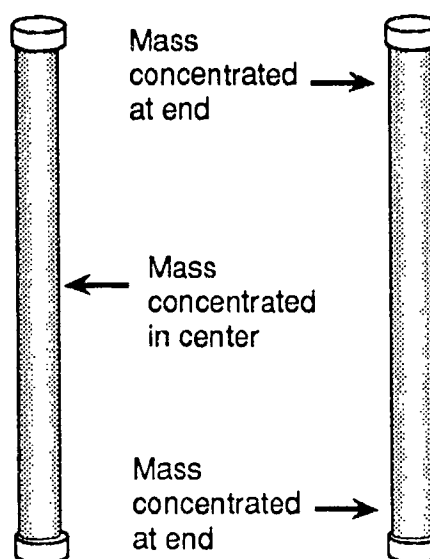 Mass
concentrated
at end
Mass
concentrated
in center
Mass
concentrated
at end